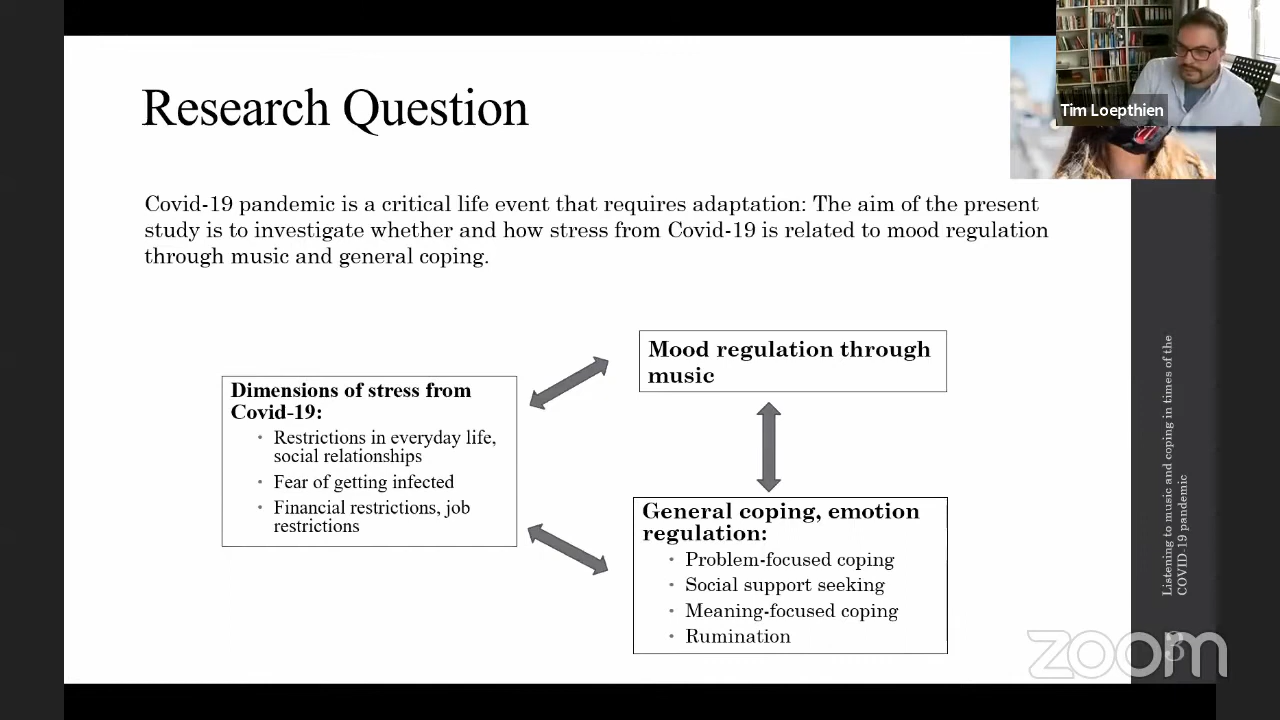 Research Question
Tim Loepthien
Covid-19 pandemic is a critical life event that requires adaptation: The aim of the present
study is to investigate whether and how stress from Covid-19 is related to mood regulation
through music and general coping.
Dimensions of stress from
Covid-19:
• Restrictions in everyday life,
social relationships
• Fear of getting infected
• Financial restrictions, job
restrictions
Mood regulation through
music
General coping, emotion
regulation:
• Problem-focused coping
• Social support seeking
• Meaning-focused coping
• Rumination
Listening to music and coping in times of the
COVID-19 pandemic
3
zoom